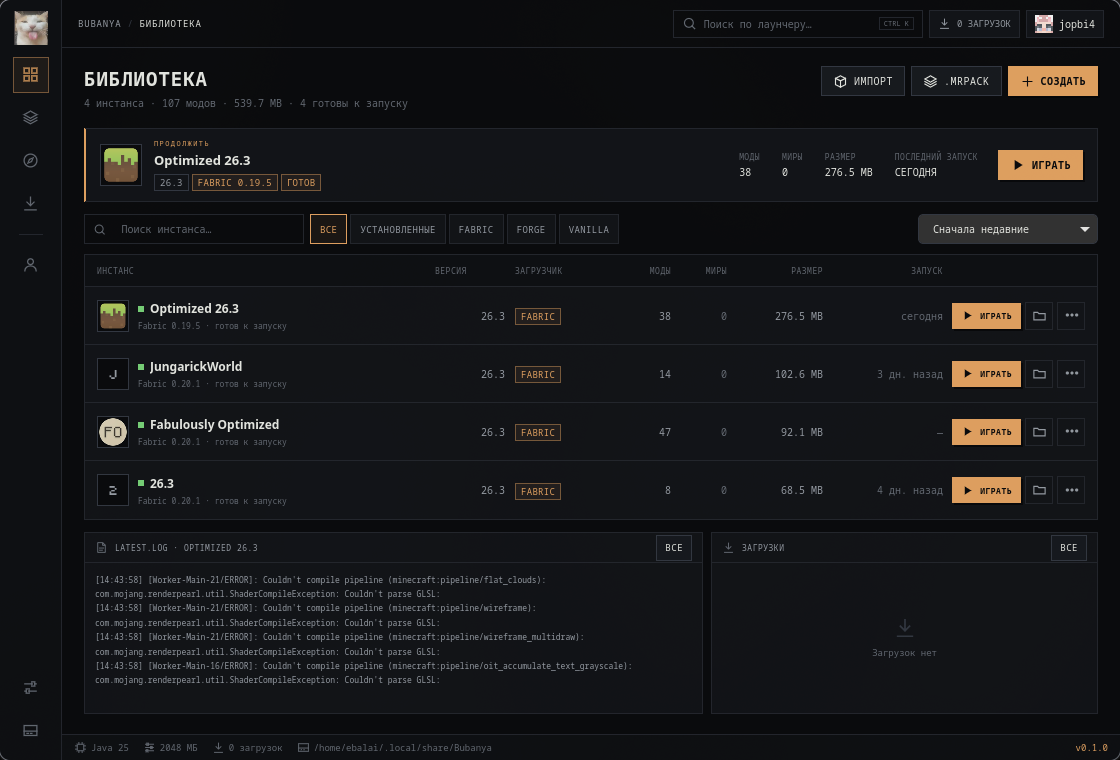 BUBANYA / БИБЛИОТЕКА
Поиск по лаунчеру…
CTRL K
0 ЗАГРУЗОК
jopbi4
БИБЛИОТЕКА
4 инстанса · 107 модов · 539.7 MB · 4 готовы к запуску
ИМПОРТ
.MRPACK
СОЗДАТЬ
ПРОДОЛЖИТЬ
Optimized 26.3
26.3 FABRIC 0.19.5 ГОТОВ
МОДЫ МИРЫ РАЗМЕР ПОСЛЕДНИЙ ЗАПУСК
38 0 276.5 MB СЕГОДНЯ
ИГРАТЬ
Поиск инстанса…
ВСЕ УСТАНОВЛЕННЫЕ FABRIC FORGE VANILLA
Сначала недавние
ИНСТАНС ВЕРСИЯ ЗАГРУЗЧИК МОДЫ МИРЫ РАЗМЕР ЗАПУСК
Optimized 26.3
Fabric 0.19.5 · готов к запуску
26.3 FABRIC 38 0 276.5 MB сегодня ИГРАТЬ
J
JungarickWorld
Fabric 0.20.1 · готов к запуску
26.3 FABRIC 14 0 102.6 MB 3 дн. назад ИГРАТЬ
FO
Fabulously Optimized
Fabric 0.20.1 · готов к запуску
26.3 FABRIC 47 0 92.1 MB — ИГРАТЬ
2
26.3
Fabric 0.20.1 · готов к запуску
26.3 FABRIC 8 0 68.5 MB 4 дн. назад ИГРАТЬ
LATEST.LOG · OPTIMIZED 26.3
ВСЕ
[14:43:58] [Worker-Main-21/ERROR]: Couldn't compile pipeline (minecraft:pipeline/flat_clouds):
com.mojang.renderpearl.util.ShaderCompileException: Couldn't parse GLSL:
[14:43:58] [Worker-Main-21/ERROR]: Couldn't compile pipeline (minecraft:pipeline/wireframe):
com.mojang.renderpearl.util.ShaderCompileException: Couldn't parse GLSL:
[14:43:58] [Worker-Main-21/ERROR]: Couldn't compile pipeline (minecraft:pipeline/wireframe_multidraw):
com.mojang.renderpearl.util.ShaderCompileException: Couldn't parse GLSL:
[14:43:58] [Worker-Main-16/ERROR]: Couldn't compile pipeline (minecraft:pipeline/oit_accumulate_text_grayscale):
com.mojang.renderpearl.util.ShaderCompileException: Couldn't parse GLSL:
ЗАГРУЗКИ
ВСЕ
Загрузок нет
Java 25 2048 МБ 0 загрузок /home/ebalai/.local/share/Bubanya
v0.1.0